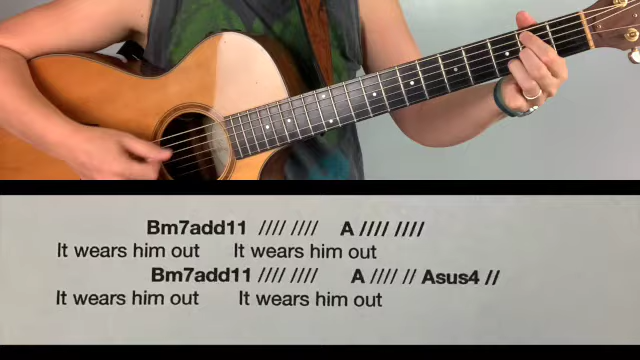 Bm7add11 //// //// A //// ////
It wears him out It wears him out
Bm7add11 //// //// A //// // Asus4 //
It wears him out It wears him out